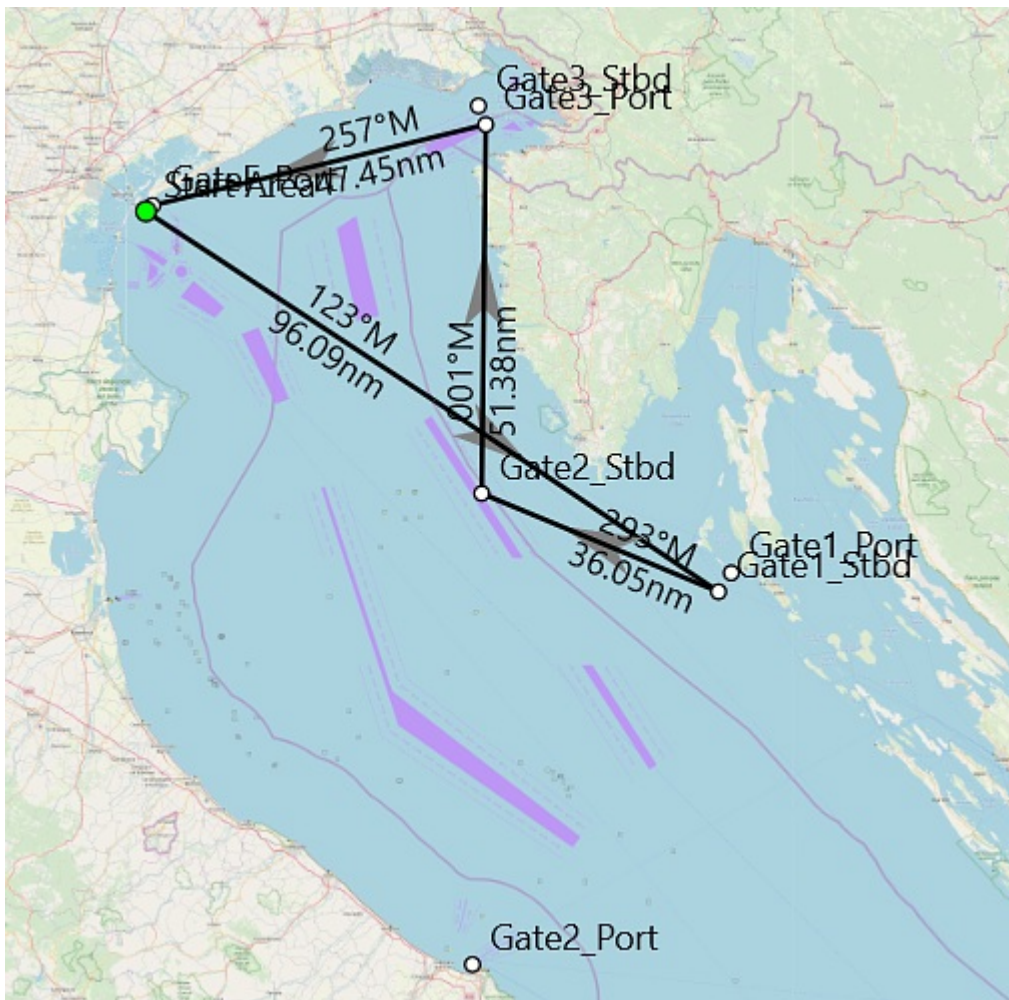 Gate3_Stbd
Gate3_Port
257°M
47.45nm
GateF_Port
Start Area
123°M
96.09nm
001°M
51.38nm
Gate2_Stbd
293°M
36.05nm
Gate1_Port
Gate1_Stbd
Gate2_Port